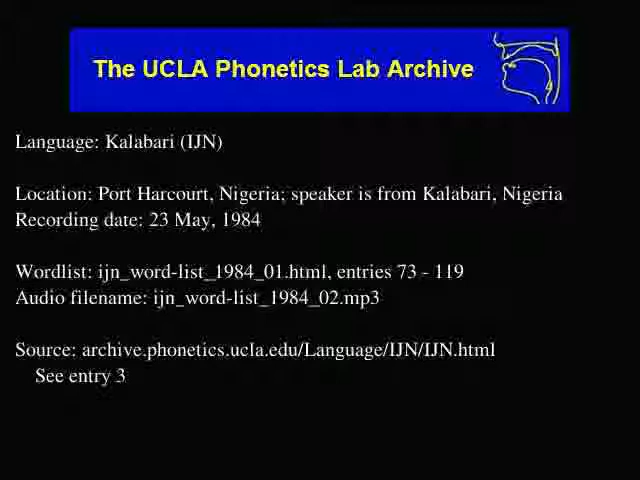 The UCLA Phonetics Lab Archive
Language: Kalabari (IJN)
Location: Port Harcourt, Nigeria; speaker is from Kalabari, Nigeria
Recording date: 23 May, 1984
Wordlist: ijn_word-list_1984_01.html, entries 73 - 119
Audio filename: ijn_word-list_1984_02.mp3
Source: archive.phonetics.ucla.edu/Language/IJN/IJN.html
See entry 3